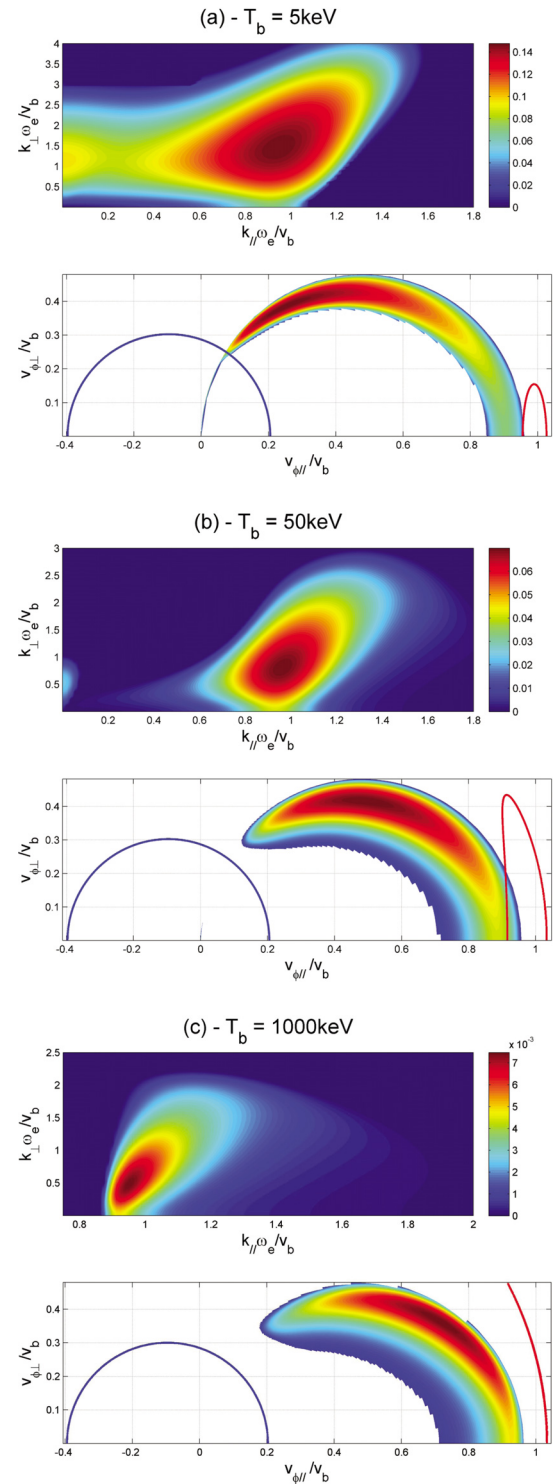 (a) - T_b = 5keV
k_⊥ω_e/v_b
4
3.5
3
2.5
2
1.5
1
0.5
0.2 0.4 0.6 0.8 1 1.2 1.4 1.6 1.8
k_//ω_e/v_b
0.14
0.12
0.1
0.08
0.06
0.04
0.02
0
v_ϕ⊥/v_b
0.4
0.3
0.2
0.1
-0.4 -0.2 0 0.2 0.4 0.6 0.8 1
v_ϕ///v_b
(b) - T_b = 50keV
k_⊥ω_e/v_b
3
2.5
2
1.5
1
0.5
0.2 0.4 0.6 0.8 1 1.2 1.4 1.6 1.8
k_//ω_e/v_b
0.06
0.05
0.04
0.03
0.02
0.01
0
v_ϕ⊥/v_b
0.4
0.3
0.2
0.1
0
-0.4 -0.2 0 0.2 0.4 0.6 0.8 1
v_ϕ///v_b
(c) - T_b = 1000keV
k_⊥ω_e/v_b
2.5
2
1.5
1
0.5
0.8 1 1.2 1.4 1.6 1.8 2
k_//ω_e/v_b
x 10^-3
7
6
5
4
3
2
1
0
v_ϕ⊥/v_b
0.4
0.3
0.2
0.1
0
-0.4 -0.2 0 0.2 0.4 0.6 0.8 1
v_ϕ///v_b